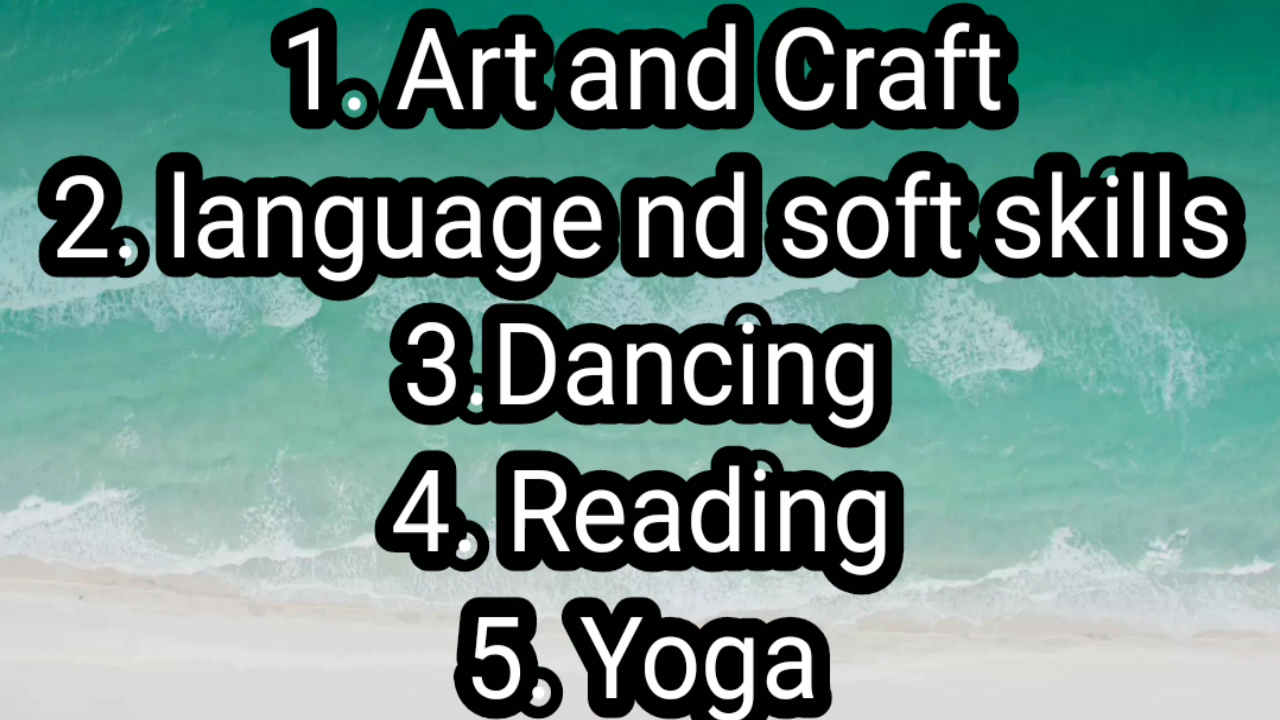 1. Art and Craft
2. language nd soft skills
3.Dancing
4. Reading
5. Yoga